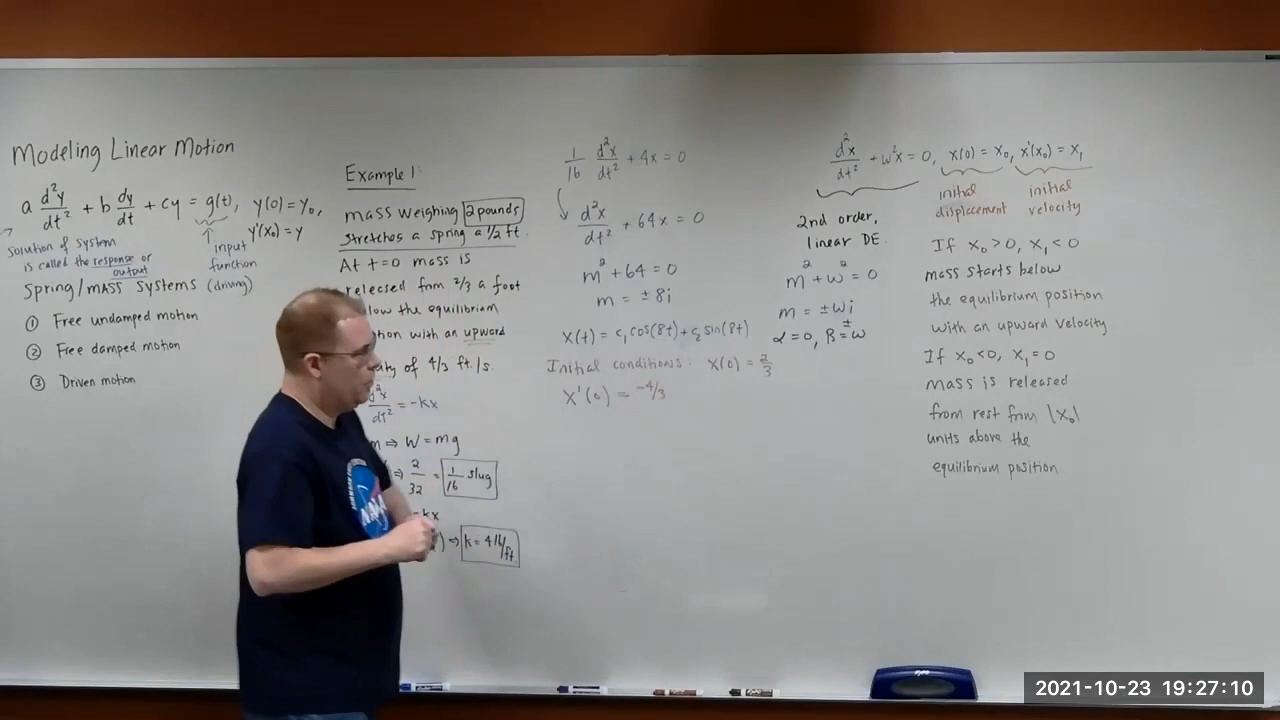 Modeling Linear Motion
a d²y/dt² + b dy/dt + cy = g(t), y(0) = y₀,
y'(x₀) = y
solution of system
is called the response or
output
input
function
(driving)
Spring/mass systems
① Free undamped motion
② Free damped motion
③ Driven motion
Example 1:
mass weighing 2 pounds
stretches a spring a 1/2 ft.
At t=0 mass is
released from 2/3 a foot
low the equilibrium
with an upward
of 4/3 ft./s.
d²x/dt² = -kx
⇒ W = mg
⇒ 2/32 = 1/16 slug
kx
⇒ k = 4 lb/ft
1/16 d²x/dt² + 4x = 0
d²x/dt² + 64x = 0
m² + 64 = 0
m = ±8i
x(t) = c₁cos(8t) + c₂sin(8t)
Initial conditions: x(0) = 2/3
x'(0) = -4/3
d²x/dt² + ω²x = 0, x(0) = x₀, x'(x₀) = x₁
initial
displacement
initial
velocity
2nd order,
linear DE
m² + ω² = 0
m = ±ωi
α = 0, β = ±ω
If x₀ > 0, x₁ < 0
mass starts below
the equilibrium position
with an upward velocity
If x₀ < 0, x₁ = 0
mass is released
from rest from |x₀|
units above the
equilibrium position
NASA
2021-10-23 19:27:10